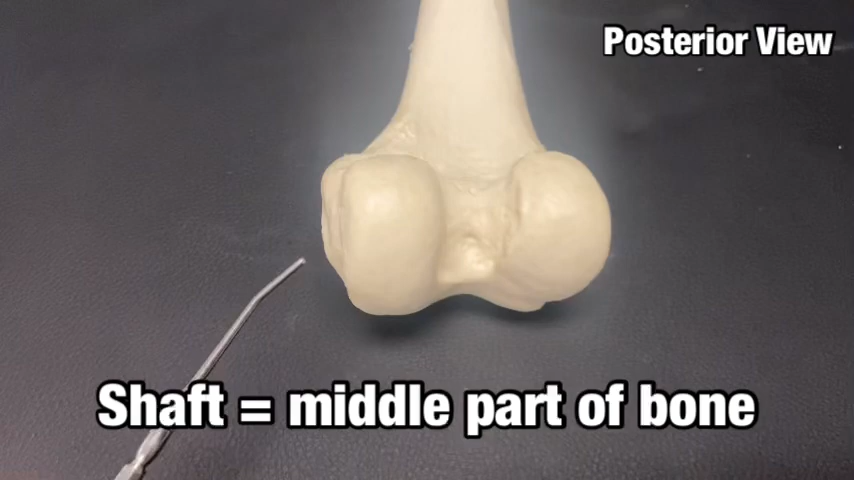 Posterior View
Shaft = middle part of bone